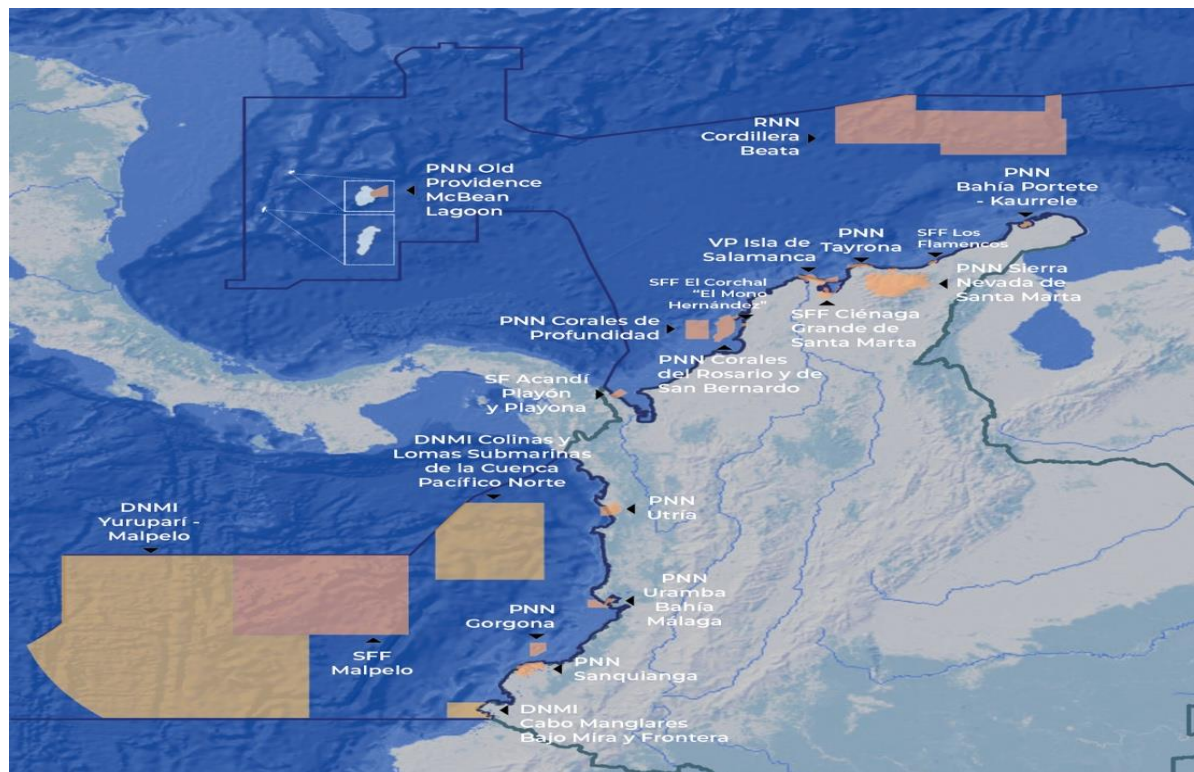 RNN
Cordillera
Beata
PNN Old
Providence
McBean
Lagoon
PNN
Bahía Portete
- Kaurrele
VP Isla de
Salamanca
PNN
Tayrona
SFF Los
Flamencos
PNN Sierra
Nevada de
Santa Marta
SFF El Corchal
"El Mono
Hernández"
SFF Ciénaga
Grande de
Santa Marta
PNN Corales de
Profundidad
PNN Corales
del Rosario y de
San Bernardo
SF Acandí
Playón
y Playona
DNMI Colinas y
Lomas Submarinas
de la Cuenca
Pacífico Norte
PNN
Utría
DNMI
Yuruparí -
Malpelo
PNN
Uramba
Bahía
Málaga
PNN
Gorgona
SFF
Malpelo
PNN
Sanquianga
DNMI
Cabo Manglares
Bajo Mira y Frontera